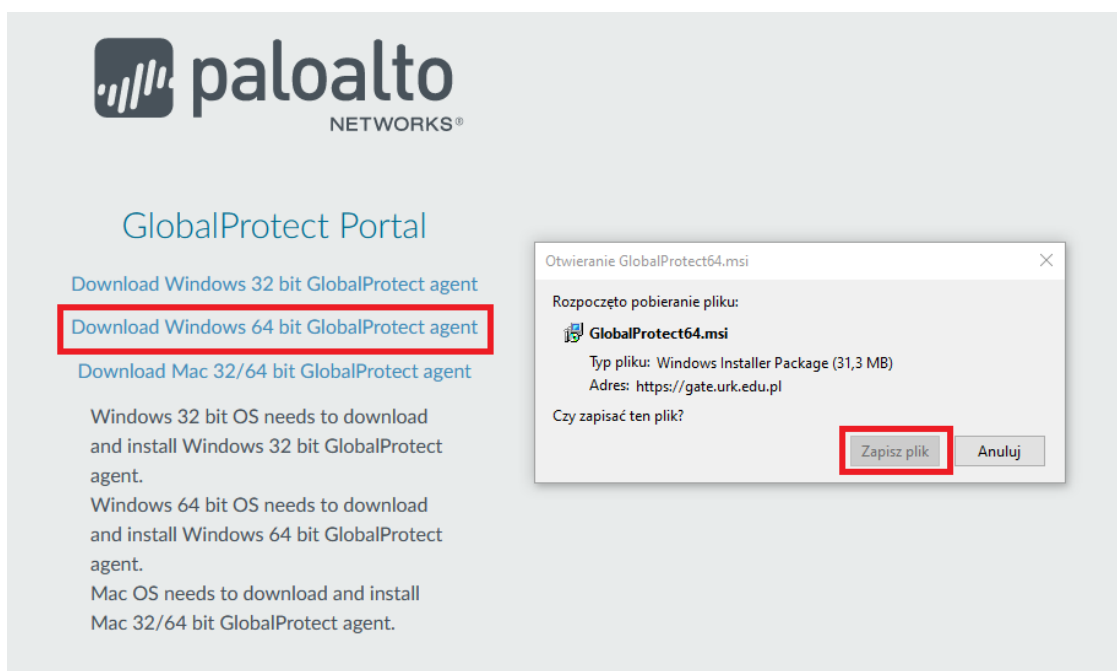 paloalto
NETWORKS®
GlobalProtect Portal
Download Windows 32 bit GlobalProtect agent
Download Windows 64 bit GlobalProtect agent
Download Mac 32/64 bit GlobalProtect agent
Windows 32 bit OS needs to download
and install Windows 32 bit GlobalProtect
agent.
Windows 64 bit OS needs to download
and install Windows 64 bit GlobalProtect
agent.
Mac OS needs to download and install
Mac 32/64 bit GlobalProtect agent.
Otwieranie GlobalProtect64.msi
Rozpoczęto pobieranie pliku:
GlobalProtect64.msi
Typ pliku: Windows Installer Package (31,3 MB)
Adres: https://gate.urk.edu.pl
Czy zapisać ten plik?
Zapisz plik Anuluj